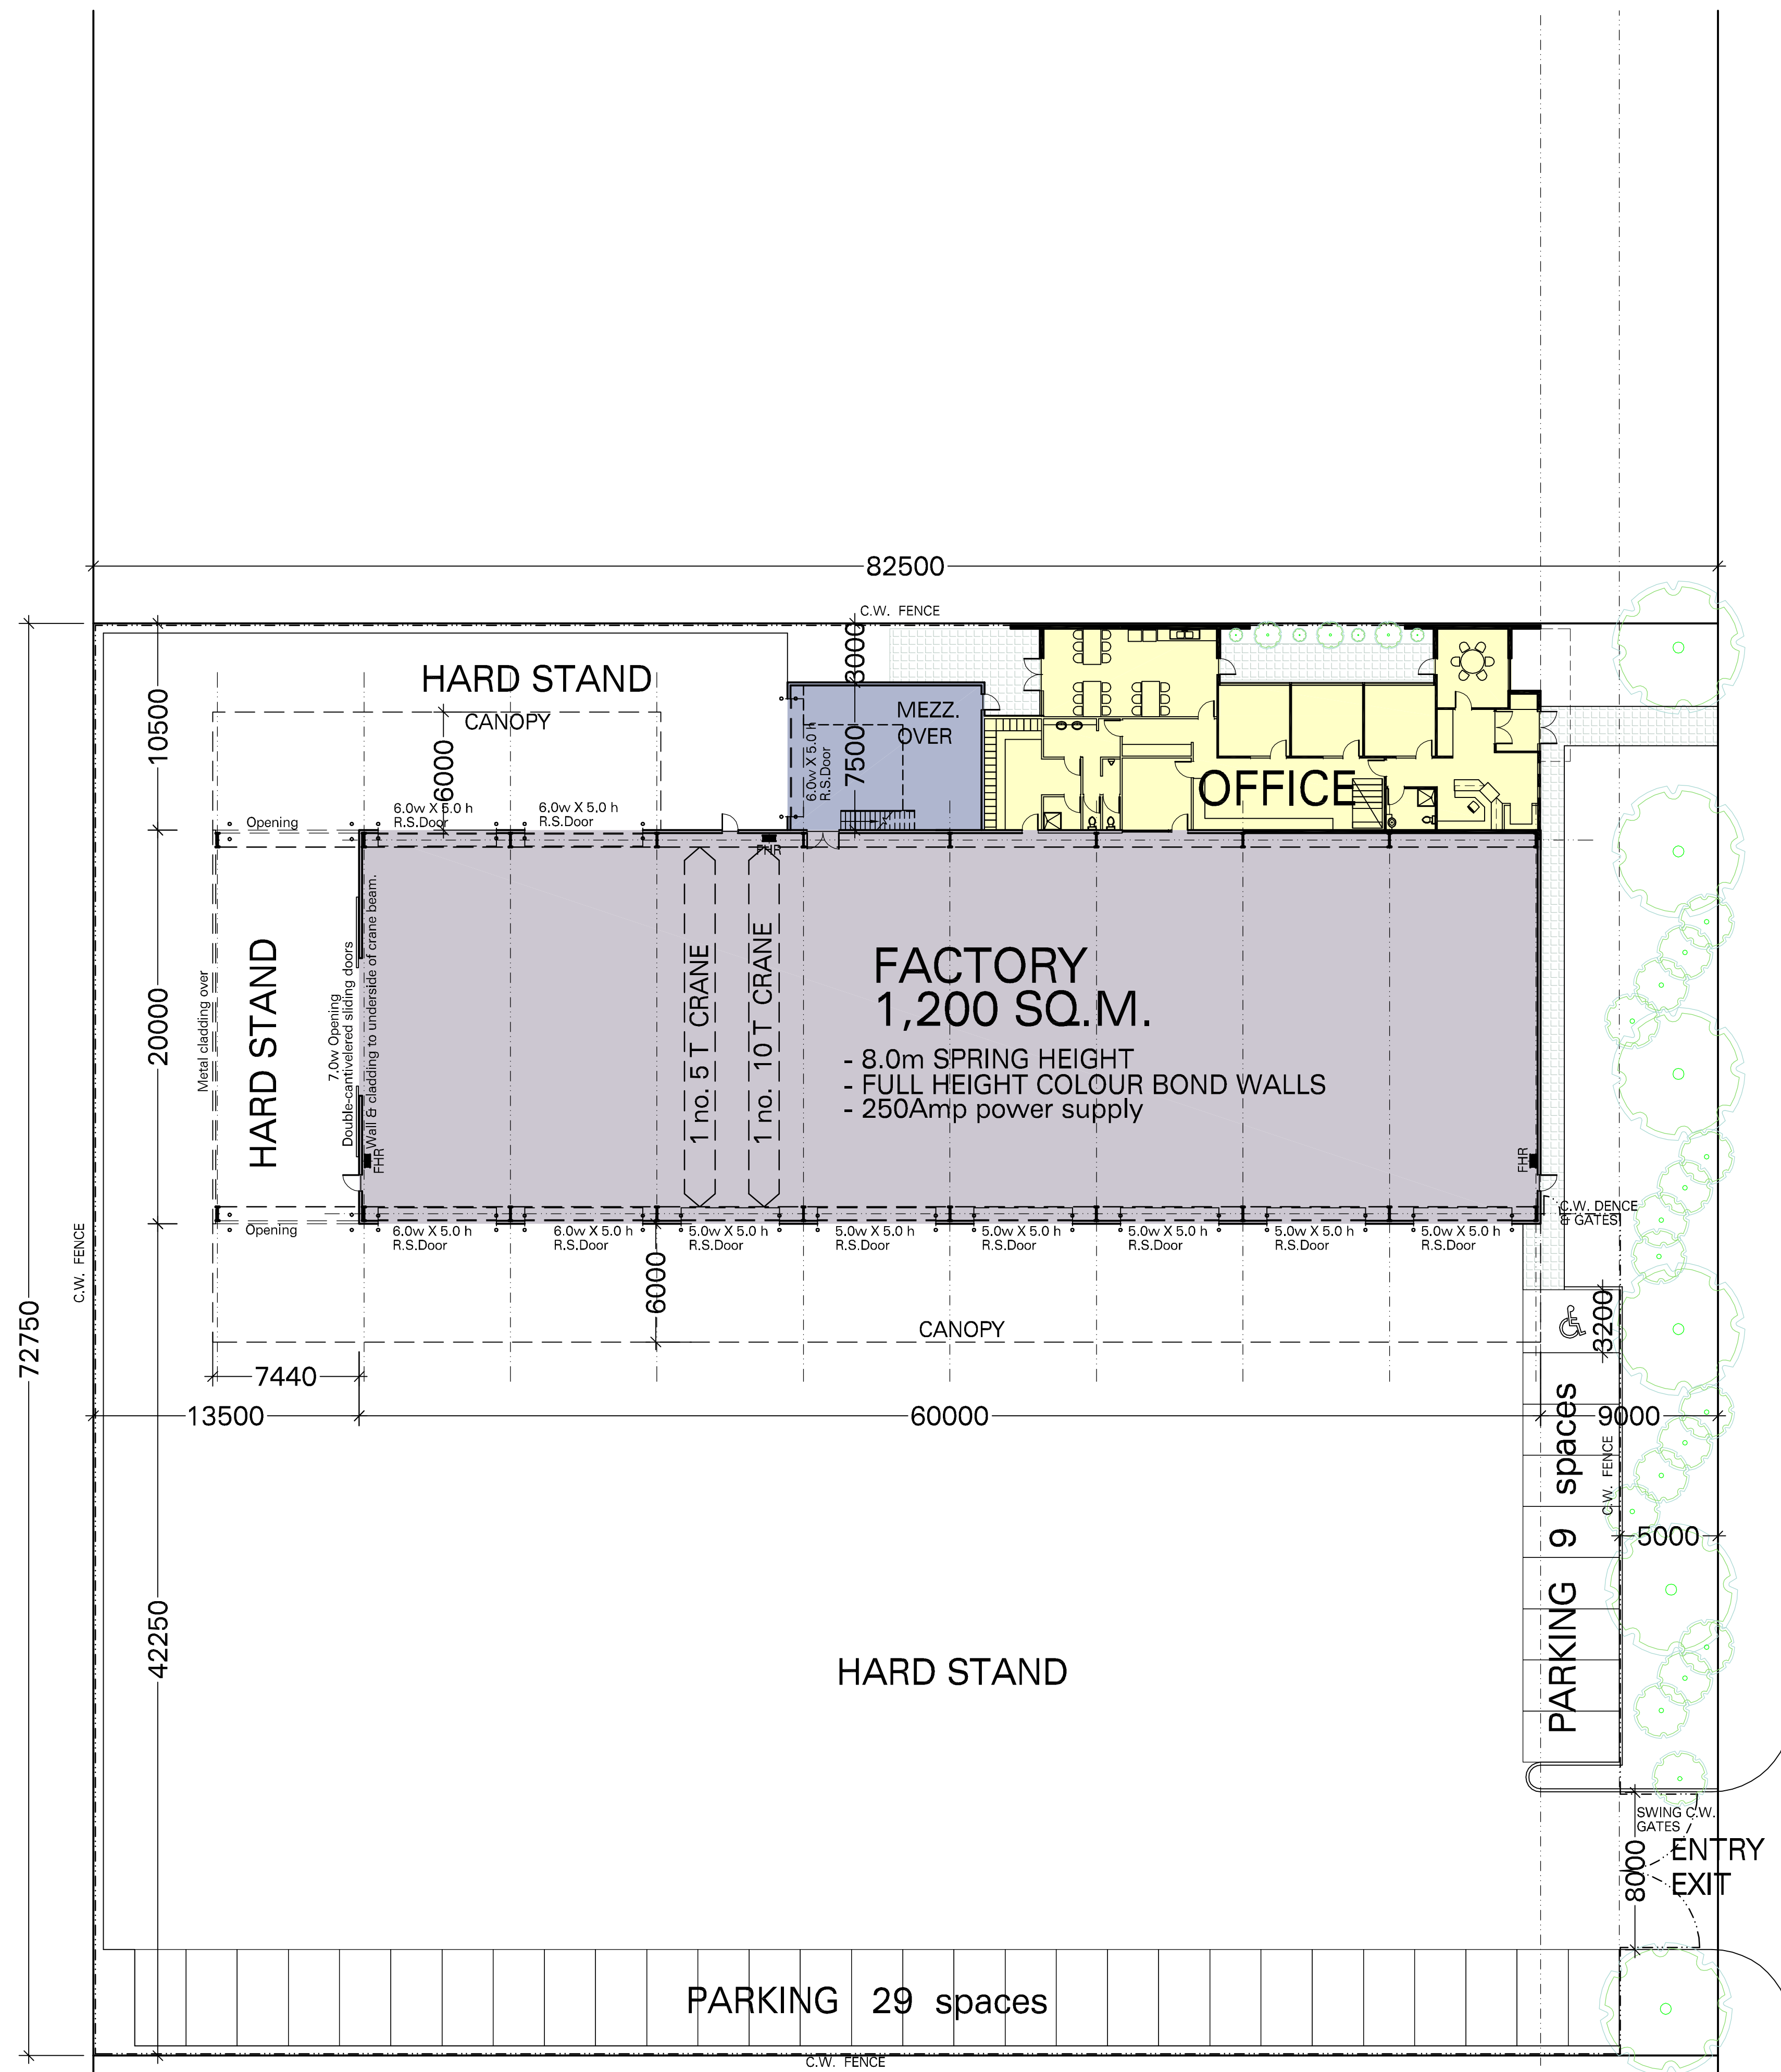 82500
C.W. FENCE
3000
HARD STAND
10500
CANOPY
6000
MEZZ.
OVER
6.0w X 5.0 h
R.S.Door
7500
OFFICE
Opening
6.0w X 5.0 h
R.S.Door
6.0w X 5.0 h
R.S.Door
FHR
20000
Metal cladding over
HARD STAND
7.0w Opening
Double-cantivelered sliding doors
Wall & cladding to underside of crane beam.
FHR
1 no. 5 T CRANE
1 no. 10 T CRANE
FACTORY
1,200 SQ.M.
- 8.0m SPRING HEIGHT
- FULL HEIGHT COLOUR BOND WALLS
- 250Amp power supply
FHR
C.W. DENCE
& GATES
Opening
6.0w X 5.0 h
R.S.Door
6.0w X 5.0 h
R.S.Door
5.0w X 5.0 h
R.S.Door
5.0w X 5.0 h
R.S.Door
5.0w X 5.0 h
R.S.Door
5.0w X 5.0 h
R.S.Door
5.0w X 5.0 h
R.S.Door
5.0w X 5.0 h
R.S.Door
C.W. FENCE
72750
6000
CANOPY
3200
7440
13500
60000
9000
PARKING 9 spaces
C.W. FENCE
5000
42250
HARD STAND
SWING C.W.
GATES
8000
ENTRY
EXIT
PARKING 29 spaces
C.W. FENCE